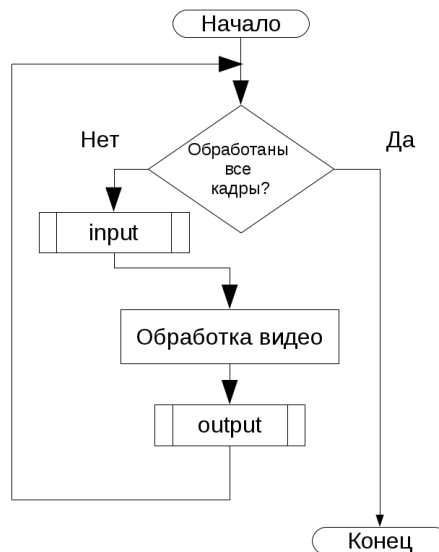 Начало
Нет
Да
Обработаны
все
кадры?
input
Обработка видео
output
Конец